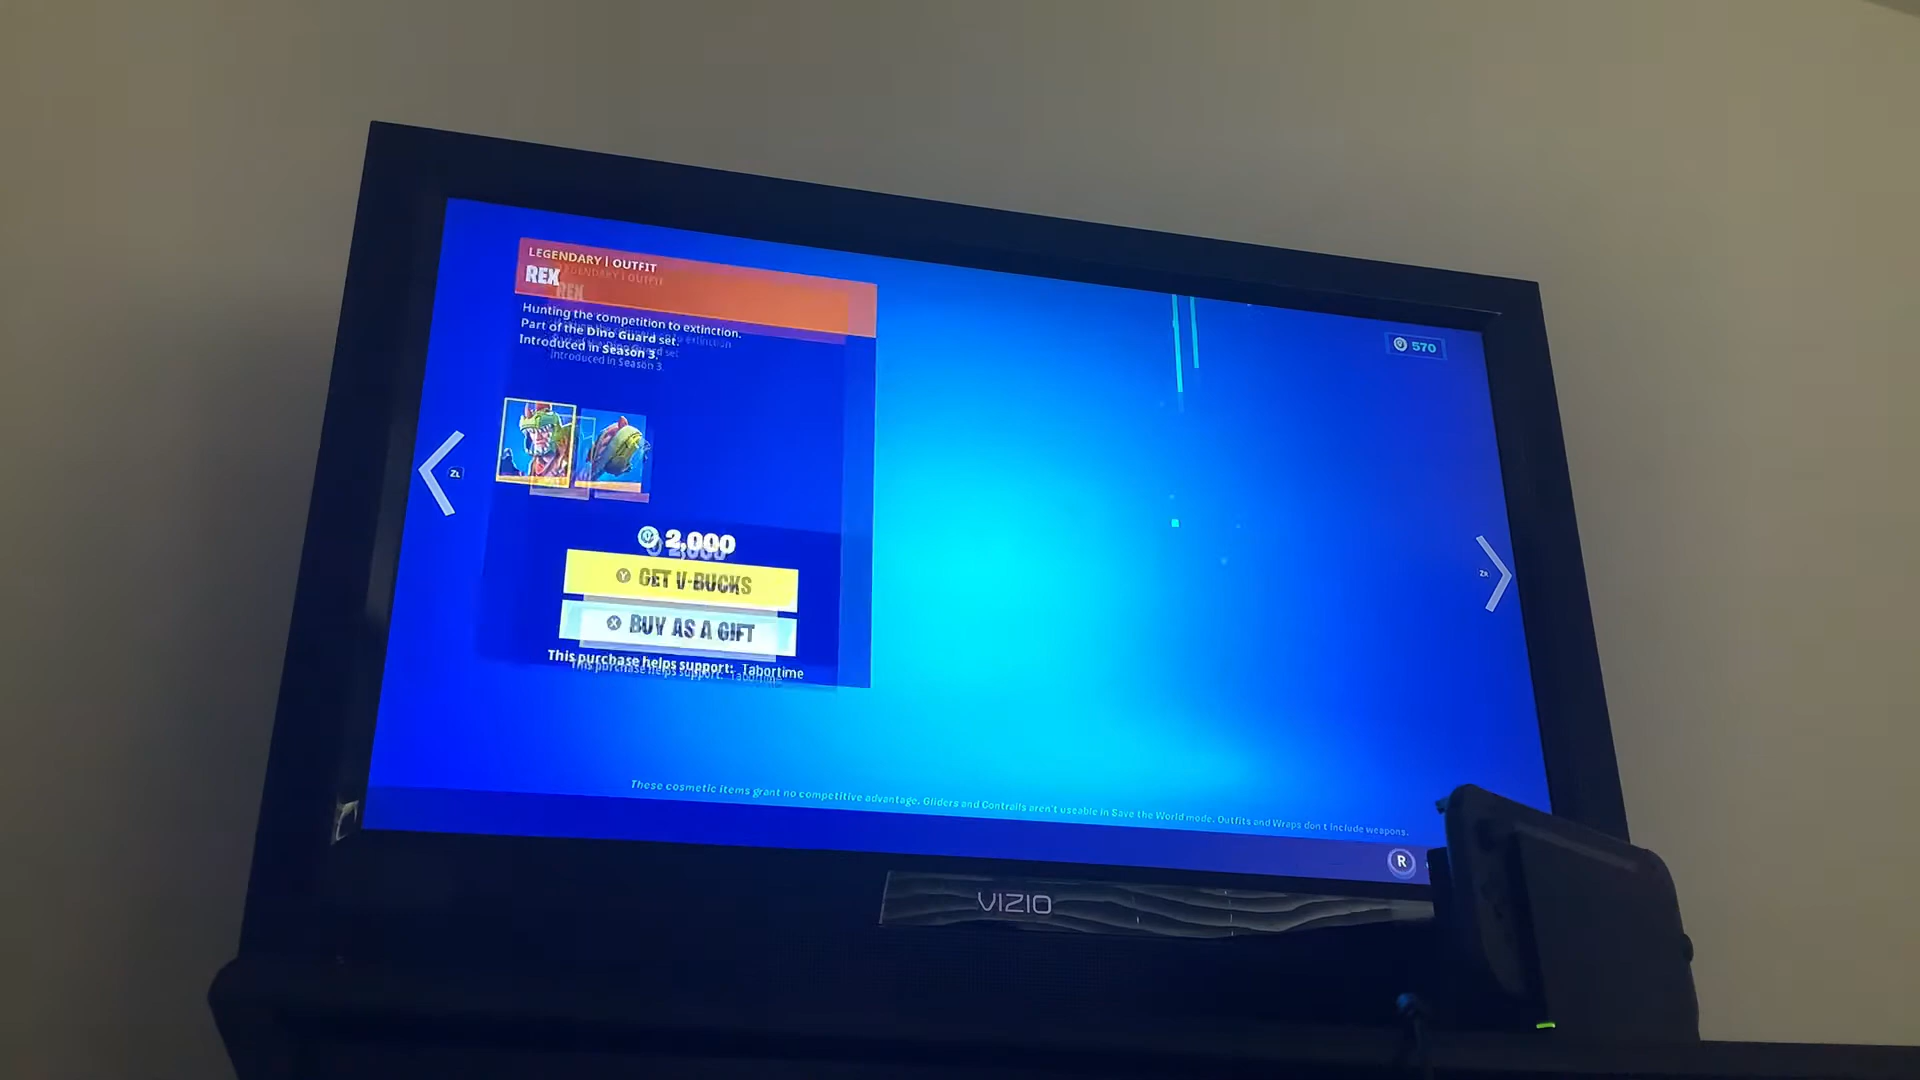 LEGENDARY | OUTFIT
REX
Hunting the competition to extinction.
Part of the Dino Guard set.
Introduced in Season 3.
570
ZL
ZR
2,000
Y GET V-BUCKS
X BUY AS A GIFT
This purchase helps support: Tabortime
These cosmetic items grant no competitive advantage. Gliders and Contrails aren't useable in Save the World mode. Outfits and Wraps don't include weapons.
R
VIZIO